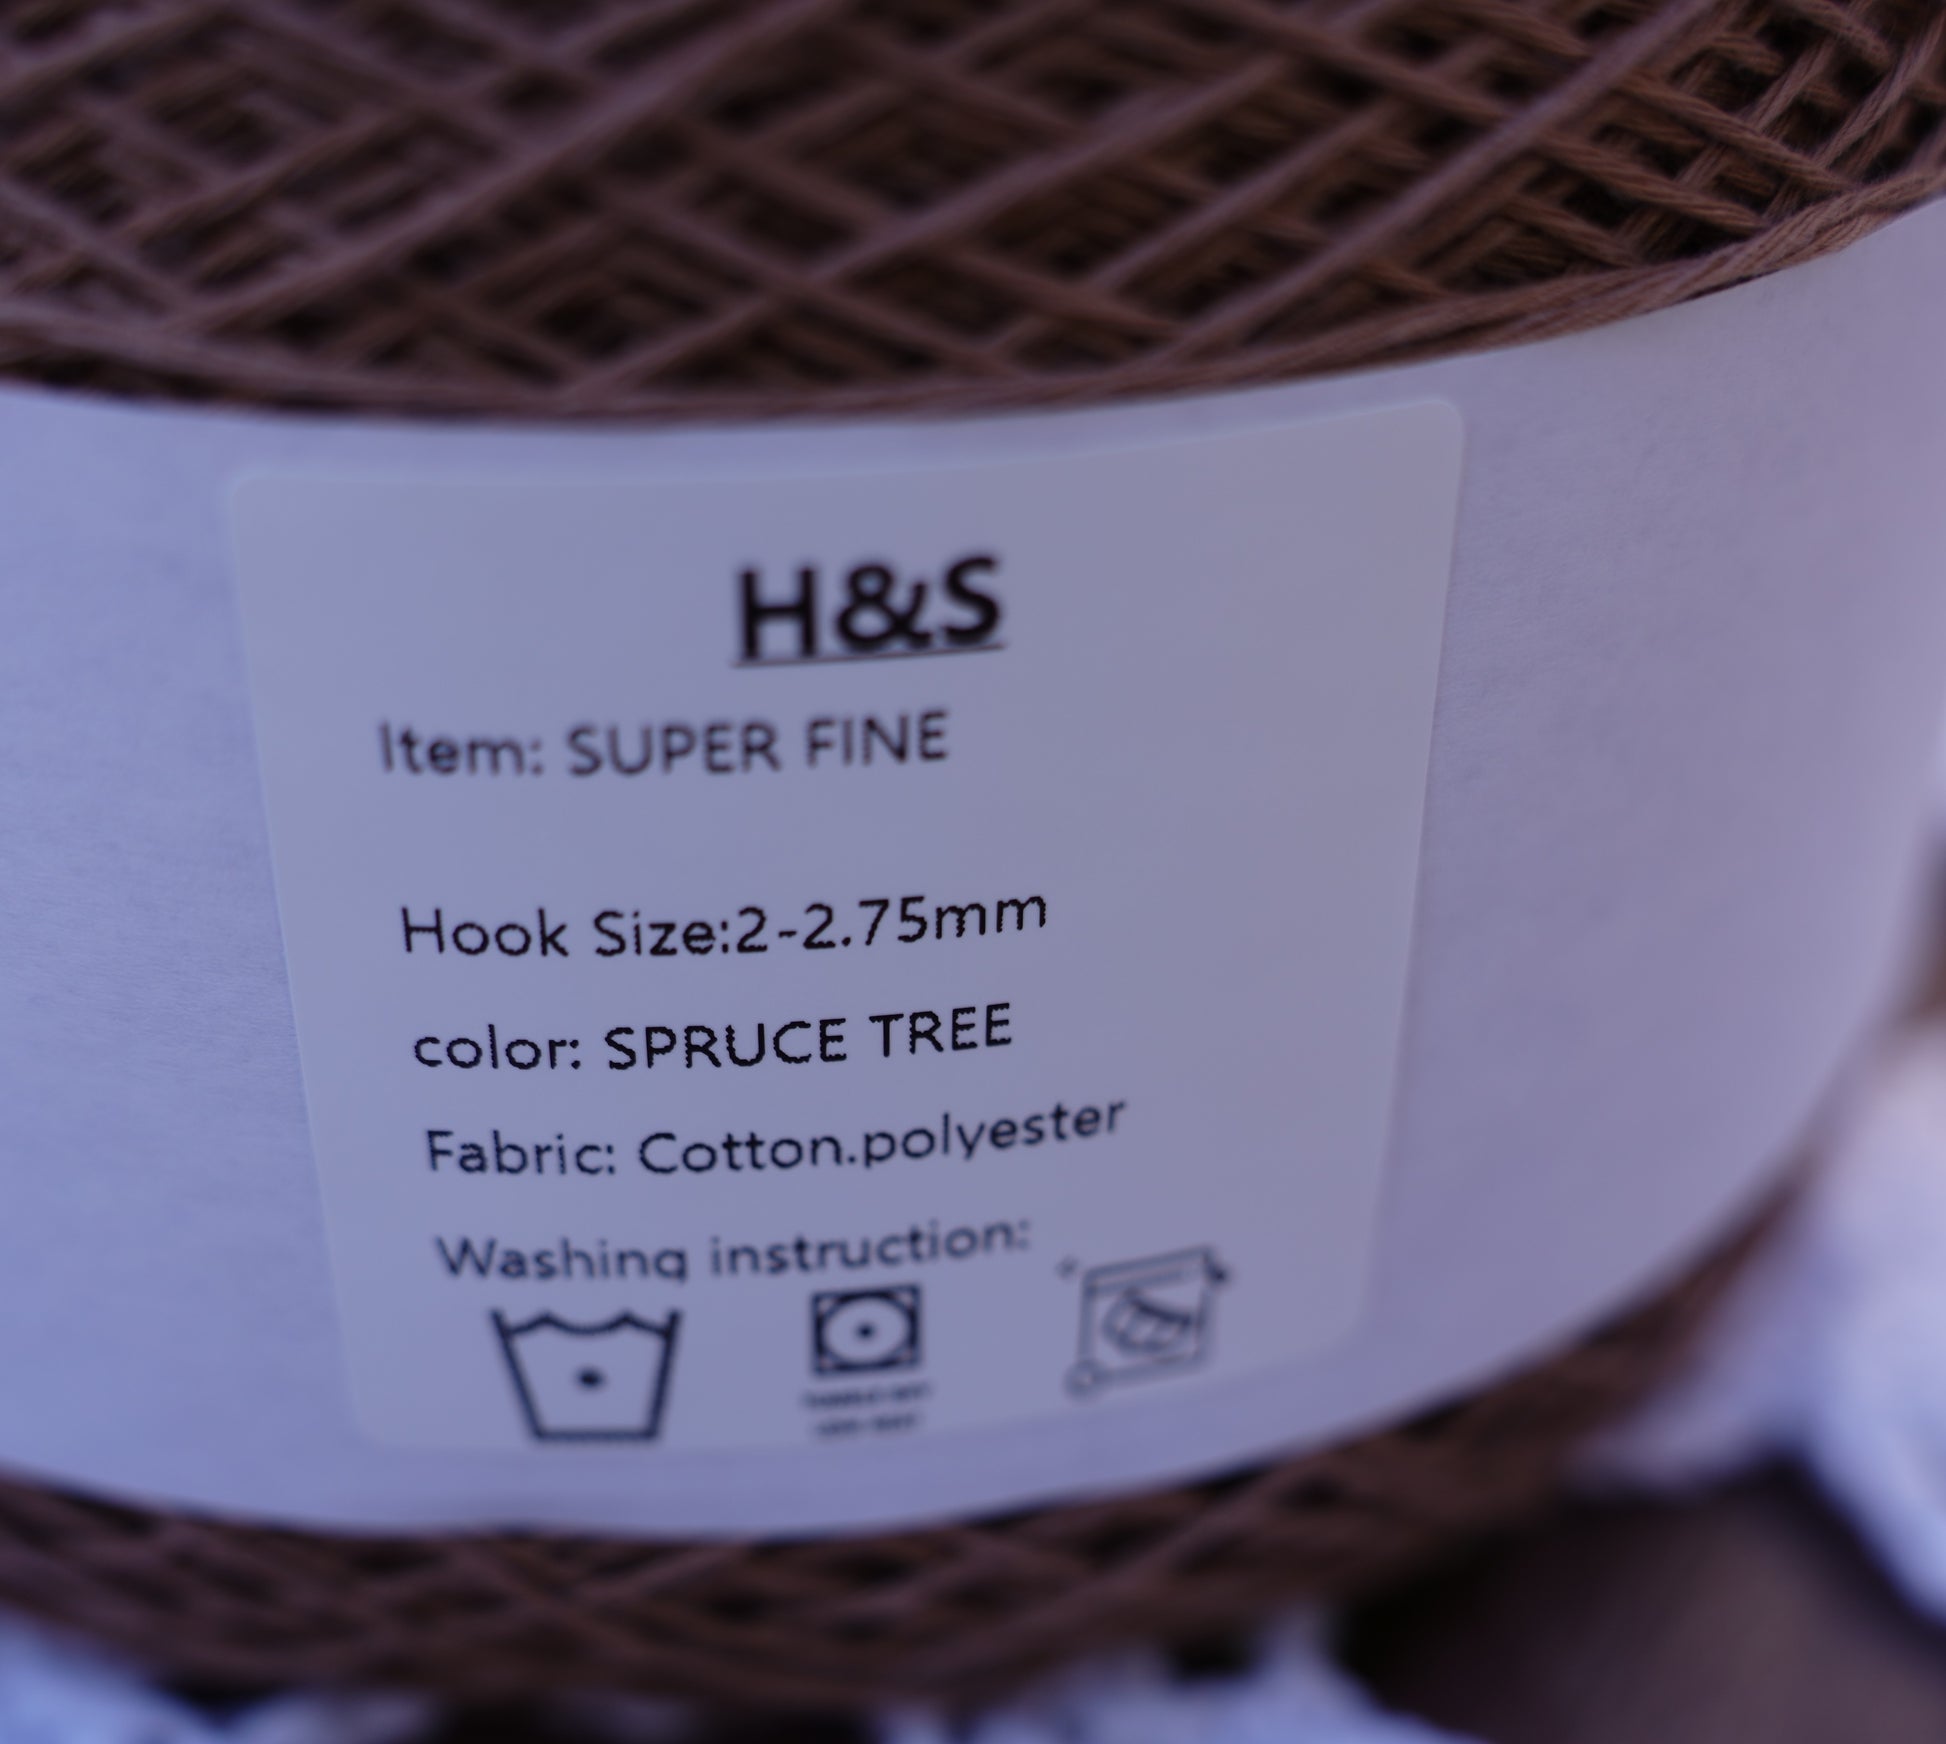 H&S
Item: SUPER FINE
Hook Size:2-2.75mm
color: SPRUCE TREE
Fabric: Cotton.polyester
Washing instruction: